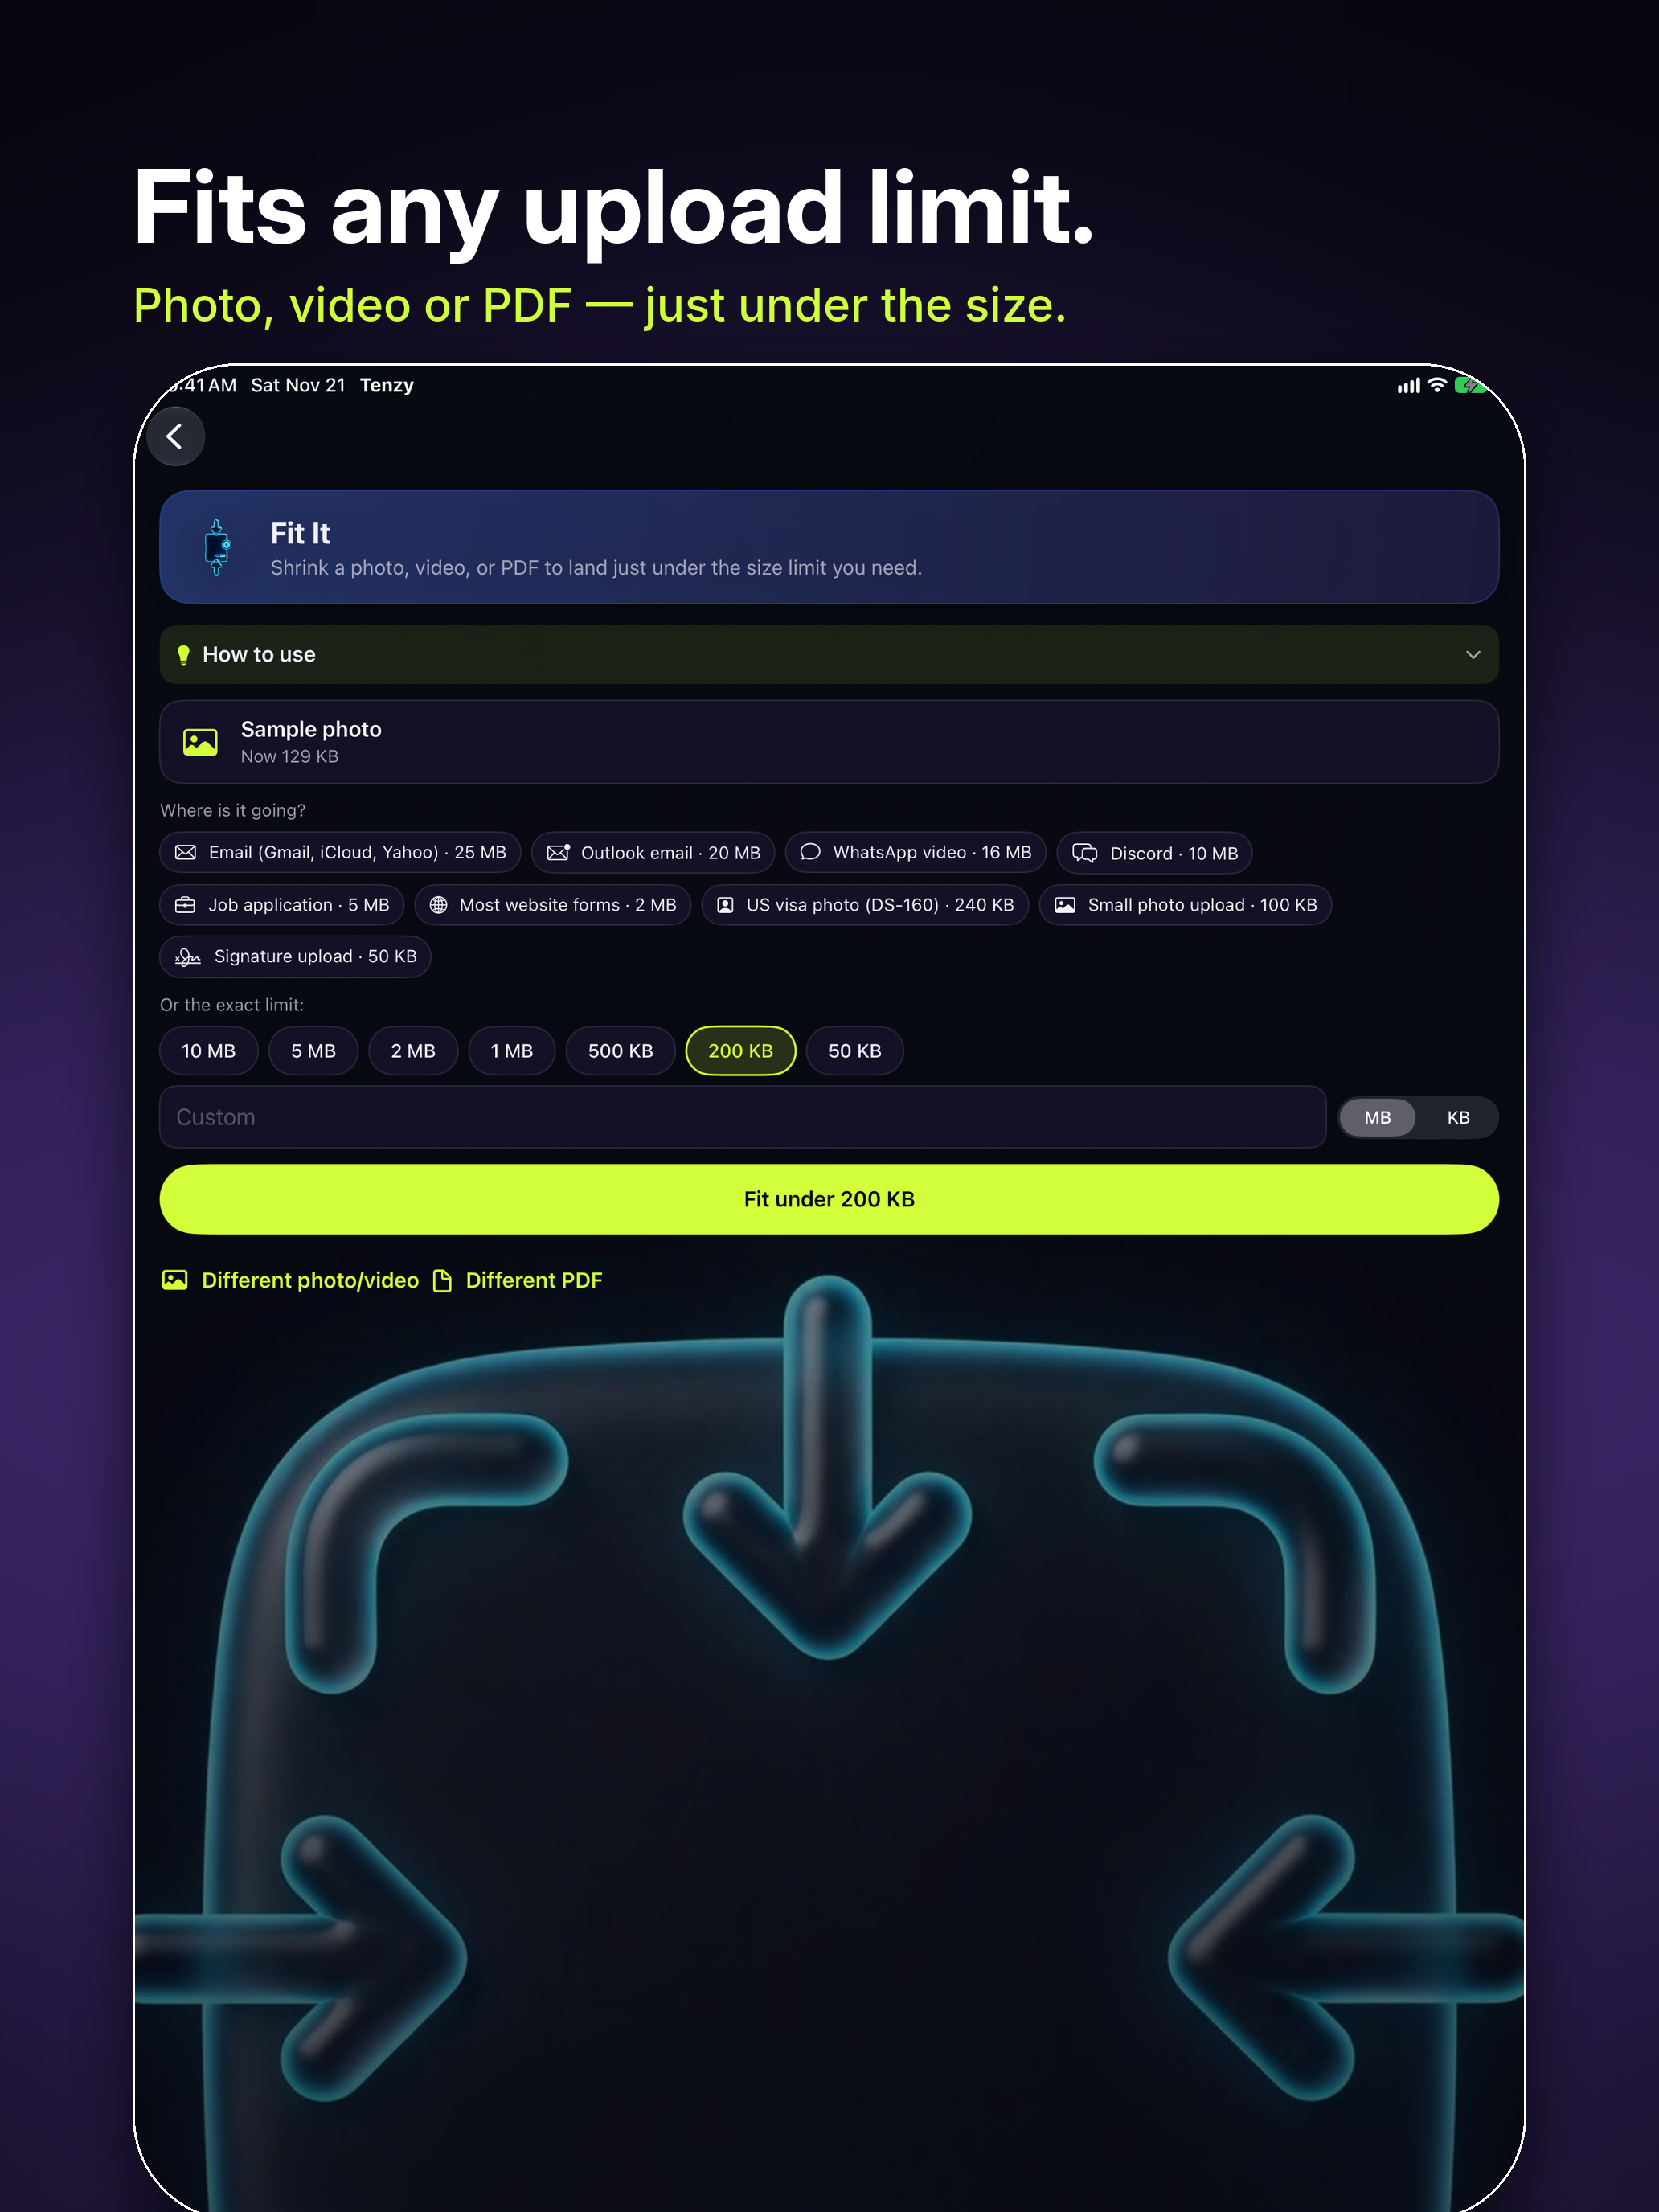 Fits any upload limit.
Photo, video or PDF — just under the size.
:41 AM Sat Nov 21 Tenzy
Fit It
Shrink a photo, video, or PDF to land just under the size limit you need.
How to use
Sample photo
Now 129 KB
Where is it going?
Email (Gmail, iCloud, Yahoo) · 25 MB Outlook email · 20 MB WhatsApp video · 16 MB Discord · 10 MB
Job application · 5 MB Most website forms · 2 MB US visa photo (DS-160) · 240 KB Small photo upload · 100 KB
Signature upload · 50 KB
Or the exact limit:
10 MB 5 MB 2 MB 1 MB 500 KB 200 KB 50 KB
Custom MB KB
Fit under 200 KB
Different photo/video Different PDF